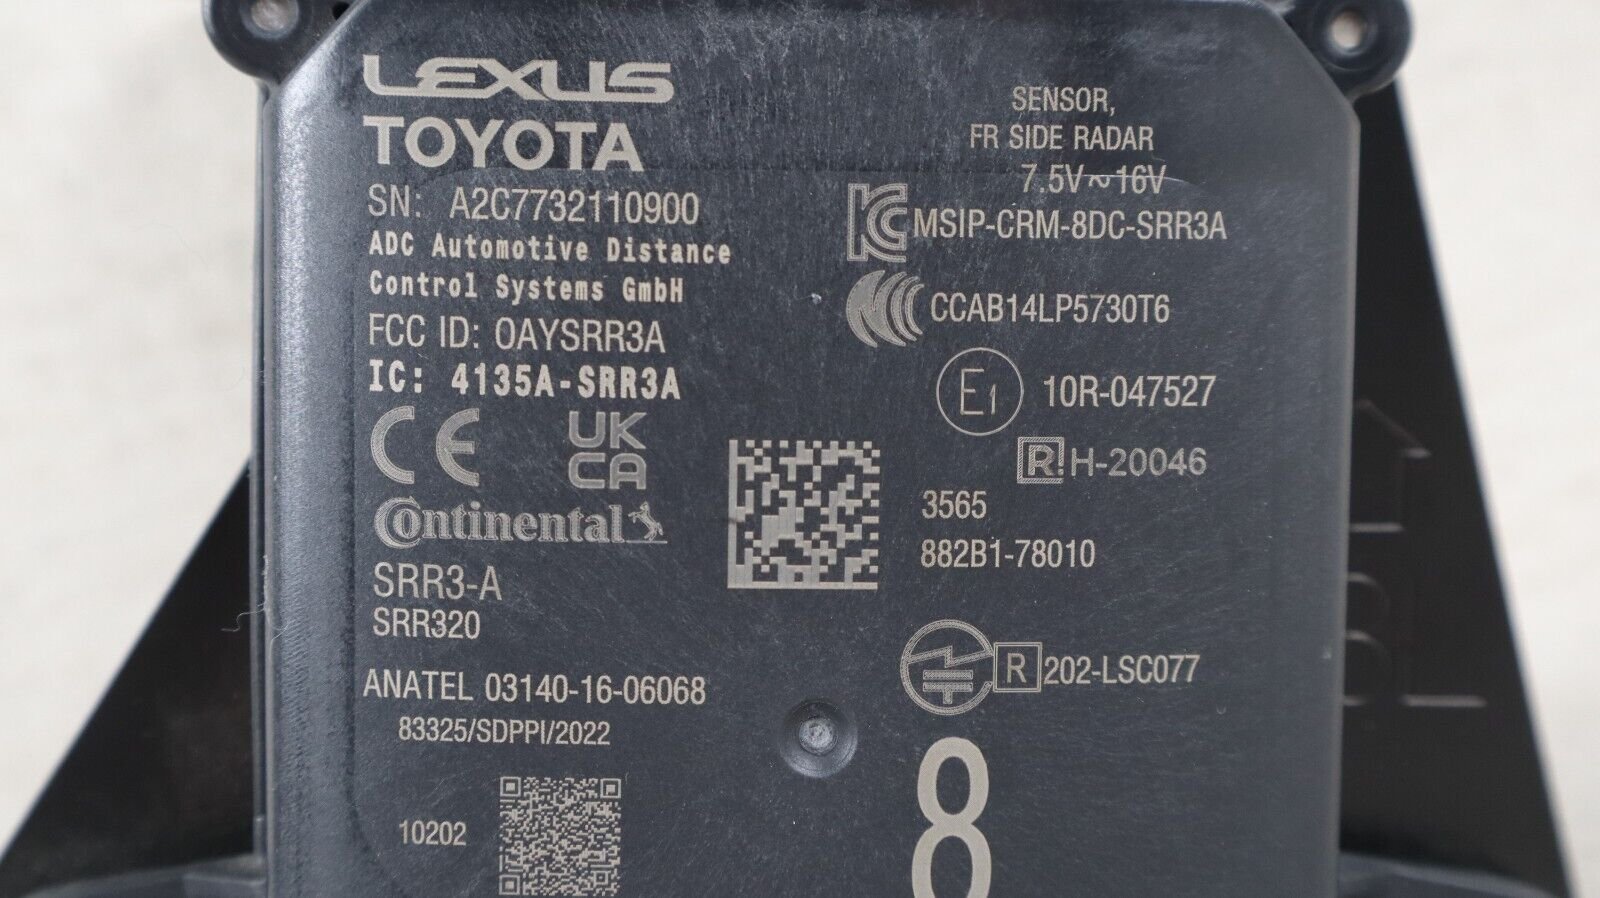 LEXUS
TOYOTA
SN: A2C7732110900
ADC Automotive Distance
Control Systems GmbH
FCC ID: OAYSRR3A
IC: 4135A-SRR3A
CE UK
CA
Continental
SRR3-A
SRR320
ANATEL 03140-16-06068
83325/SDPPI/2022
10202
SENSOR,
FR SIDE RADAR
7.5V~16V
KC MSIP-CRM-8DC-SRR3A
CCC CCAB14LP5730T6
E1 10R-047527
R! H-20046
3565
882B1-78010
R 202-LSC077
8